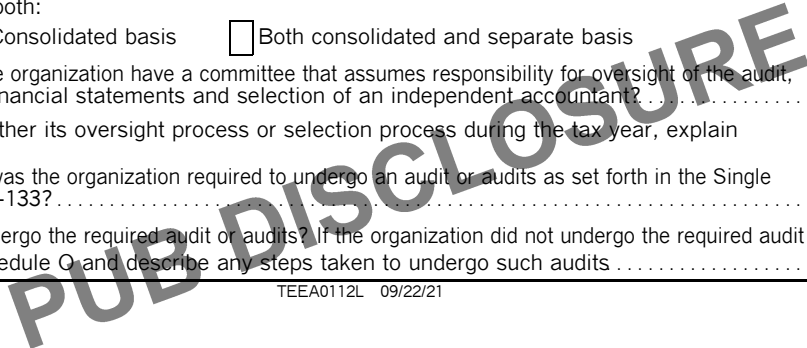 both:
Consolidated basis Both consolidated and separate basis
e organization have a committee that assumes responsibility for oversight of the audit,
nancial statements and selection of an independent accountant?
ther its oversight process or selection process during the tax year, explain
was the organization required to undergo an audit or audits as set forth in the Single
-133?
ergo the required audit or audits? If the organization did not undergo the required audit
edule O and describe any steps taken to undergo such audits
TEEA0112L 09/22/21
PUB DISCLOSURE